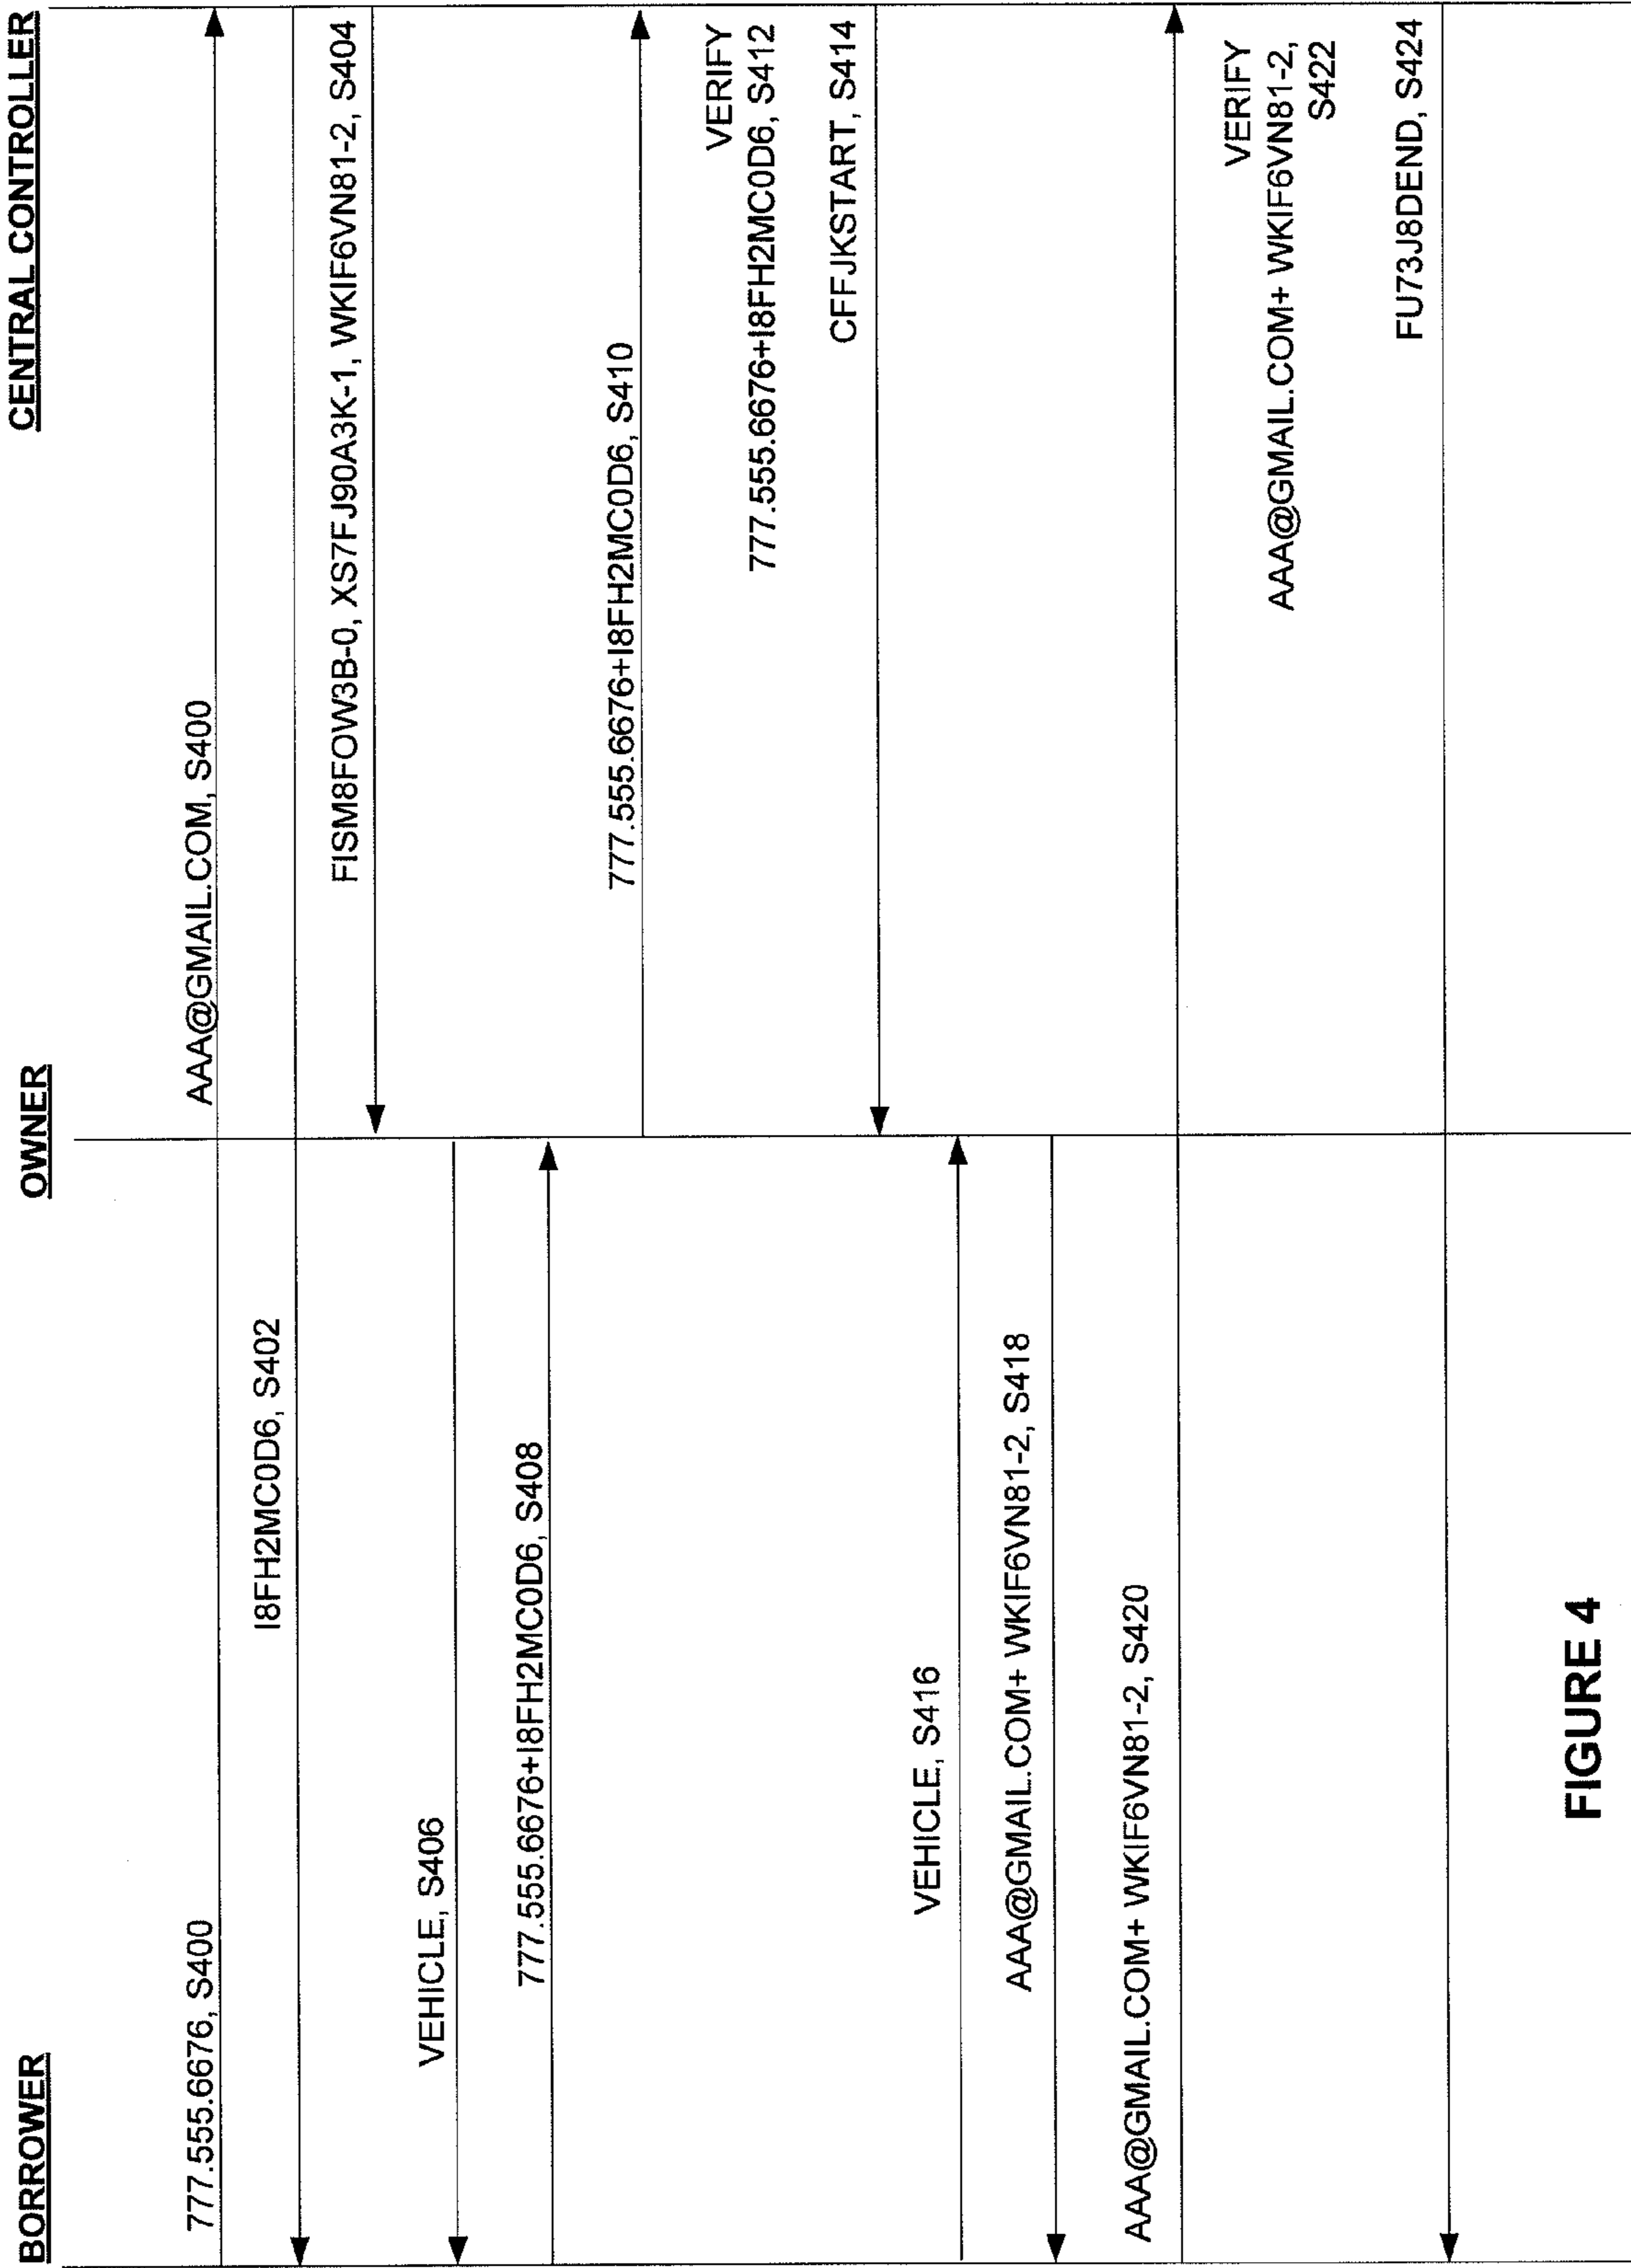 BORROWER
OWNER
CENTRAL CONTROLLER
777.555.6676, S400
AAA@GMAIL.COM, S400
I8FH2MC0D6, S402
FISM8FOW3B-0, XS7FJ90A3K-1, WKIF6VN81-2, S404
VEHICLE, S406
777.555.6676+I8FH2MC0D6, S408
777.555.6676+I8FH2MC0D6, S410
VERIFY
777.555.6676+I8FH2MC0D6, S412
CFFJKSTART, S414
VEHICLE, S416
AAA@GMAIL.COM+ WKIF6VN81-2, S418
AAA@GMAIL.COM+ WKIF6VN81-2, S420
VERIFY
AAA@GMAIL.COM+ WKIF6VN81-2,
S422
FU73J8DEND, S424
FIGURE 4